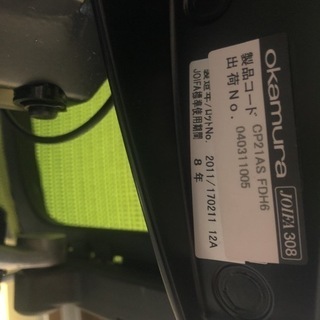 okamura
JOIFA 308
製品コード CP21AS FDH6
出荷No. 040311005
製造年/ロットNo. 2011/170211 12A
JOIFA標準使用期間 8 年